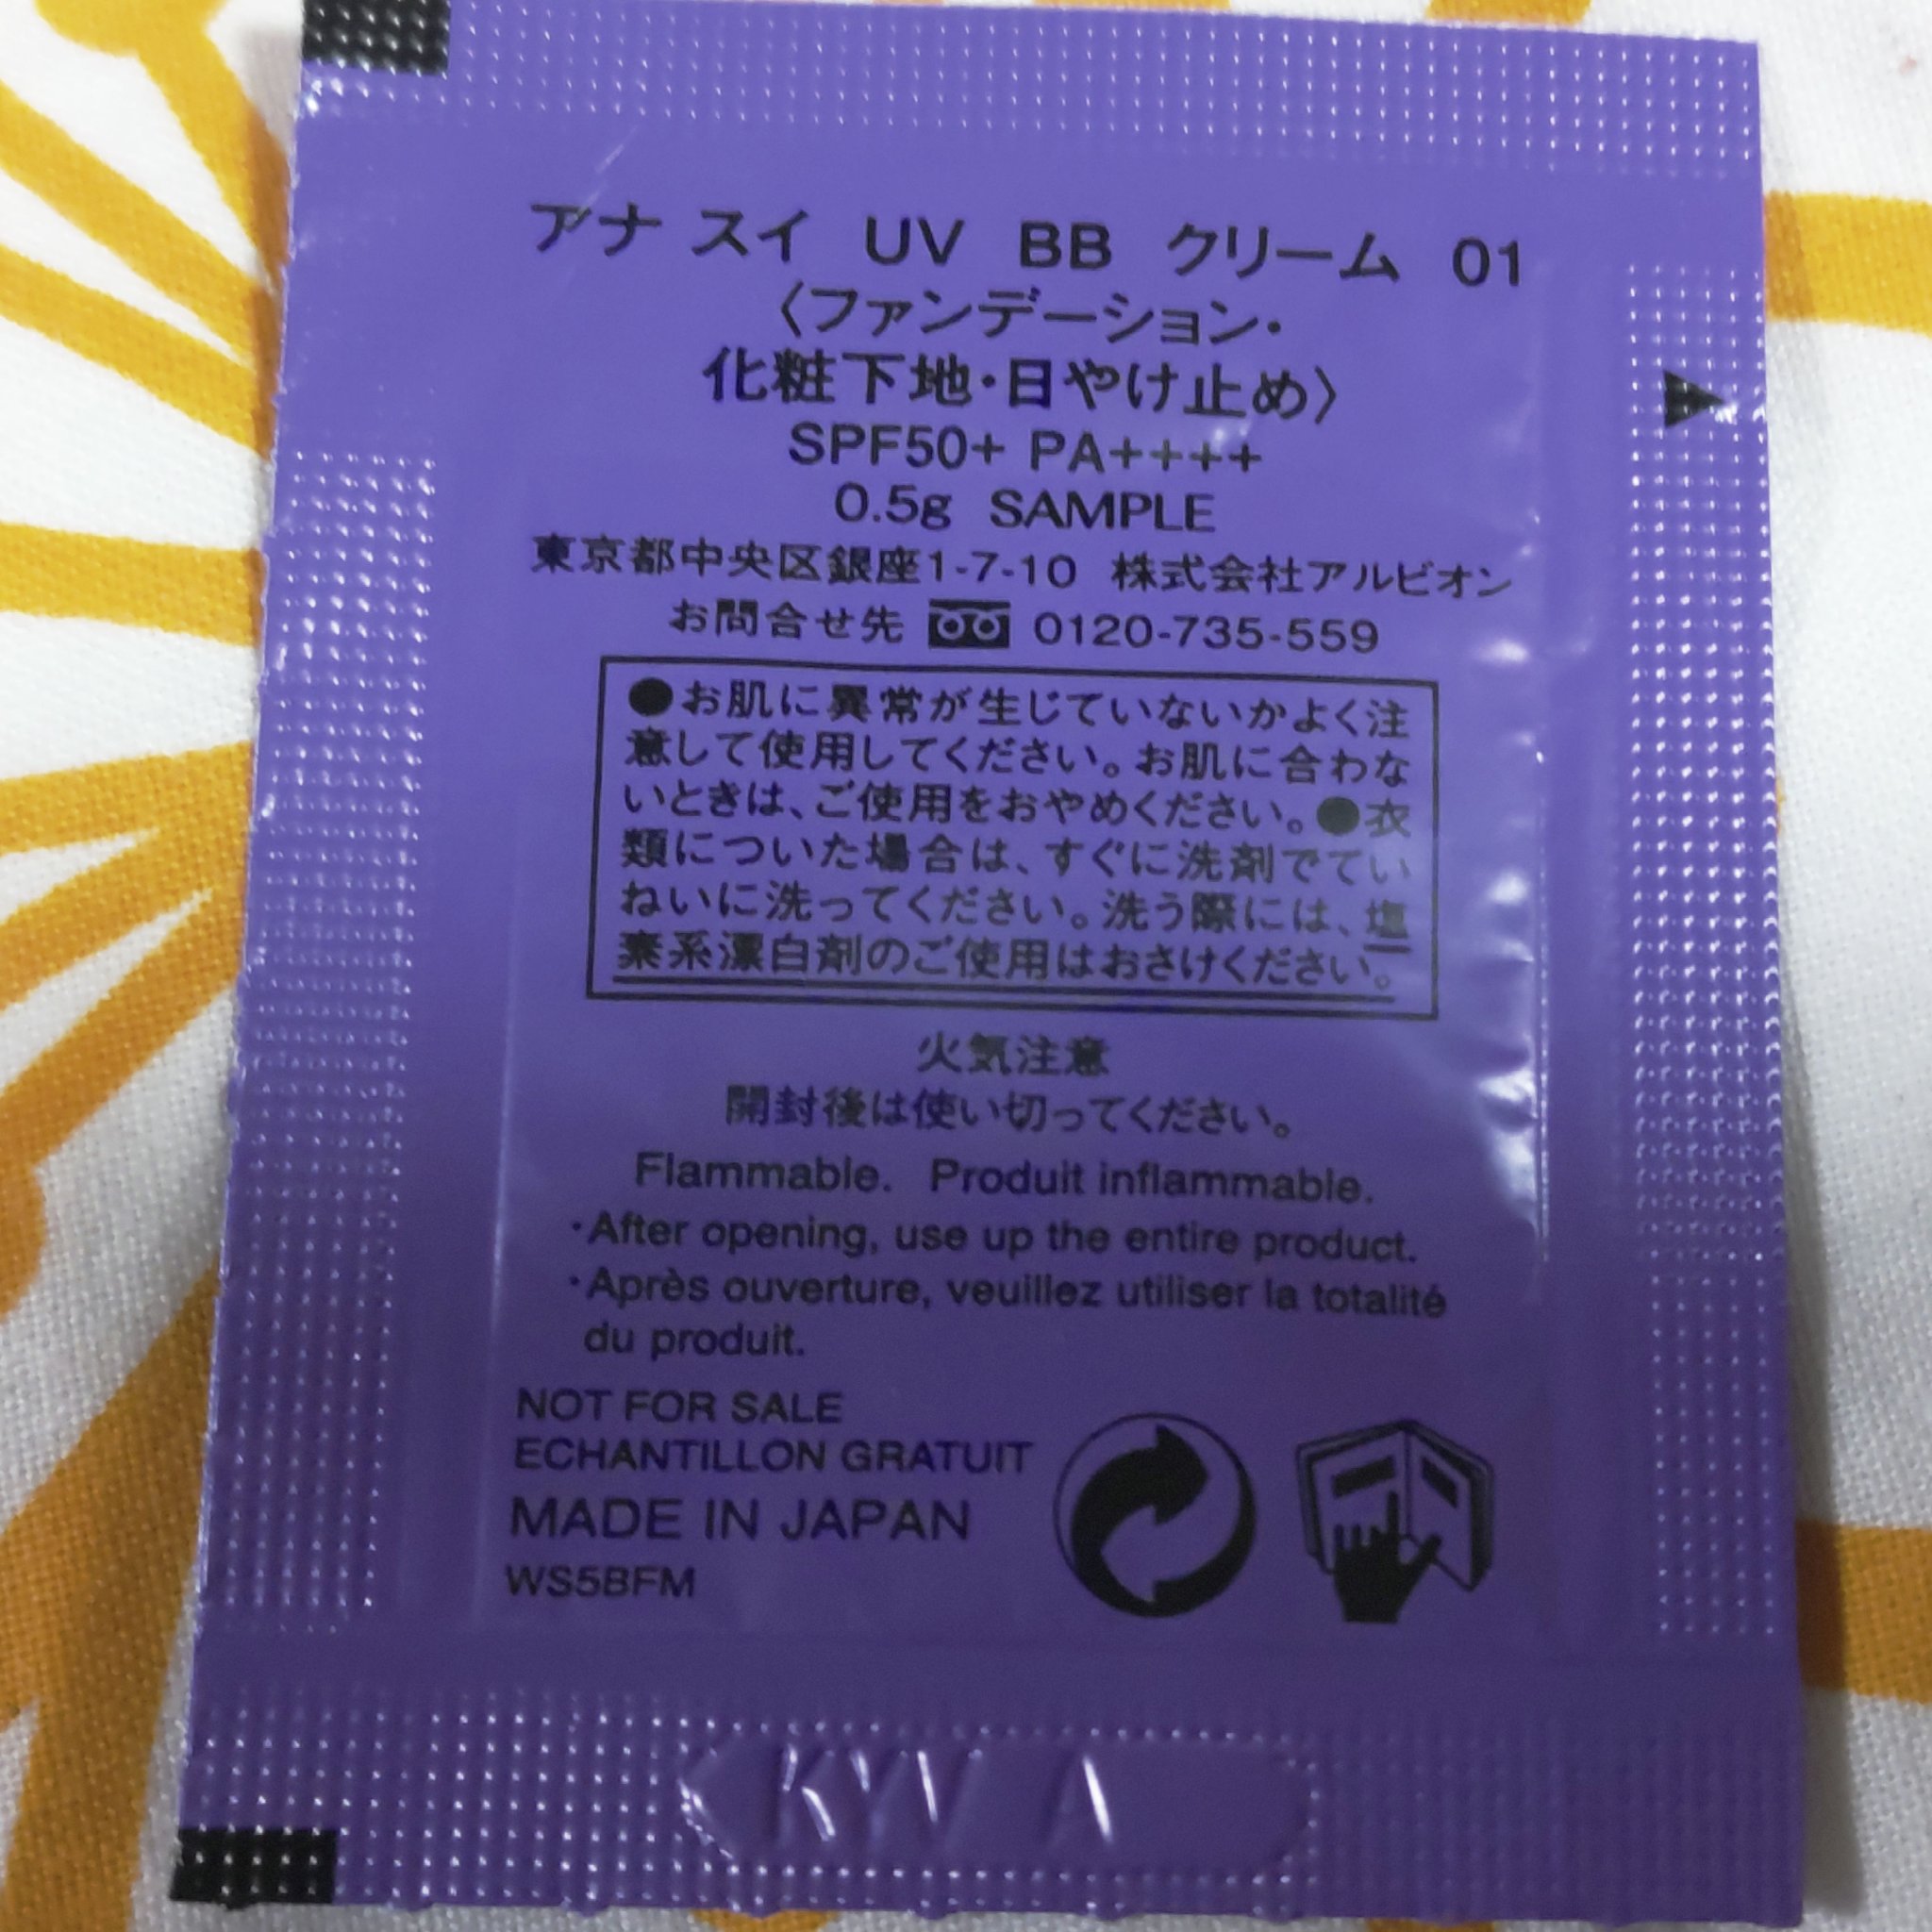 アナ スイ UV BB クリーム 01
〈ファンデーション・
化粧下地・日やけ止め〉
SPF50+ PA++++
0.5g SAMPLE
東京都中央区銀座1-7-10 株式会社アルビオン
お問合せ先 0120-735-559
●お肌に異常が生じていないかよく注
意して使用してください。お肌に合わな
いときは、ご使用をおやめください。●衣
類についた場合は、すぐに洗剤でてい
ねいに洗ってください。洗う際には、塩
素系漂白剤のご使用はおさけください。
火気注意
開封後は使い切ってください。
Flammable. Produit inflammable.
・After opening, use up the entire product.
・Après ouverture, veuillez utiliser la totalité
du produit.
NOT FOR SALE
ECHANTILLON GRATUIT
MADE IN JAPAN
WS5BFM